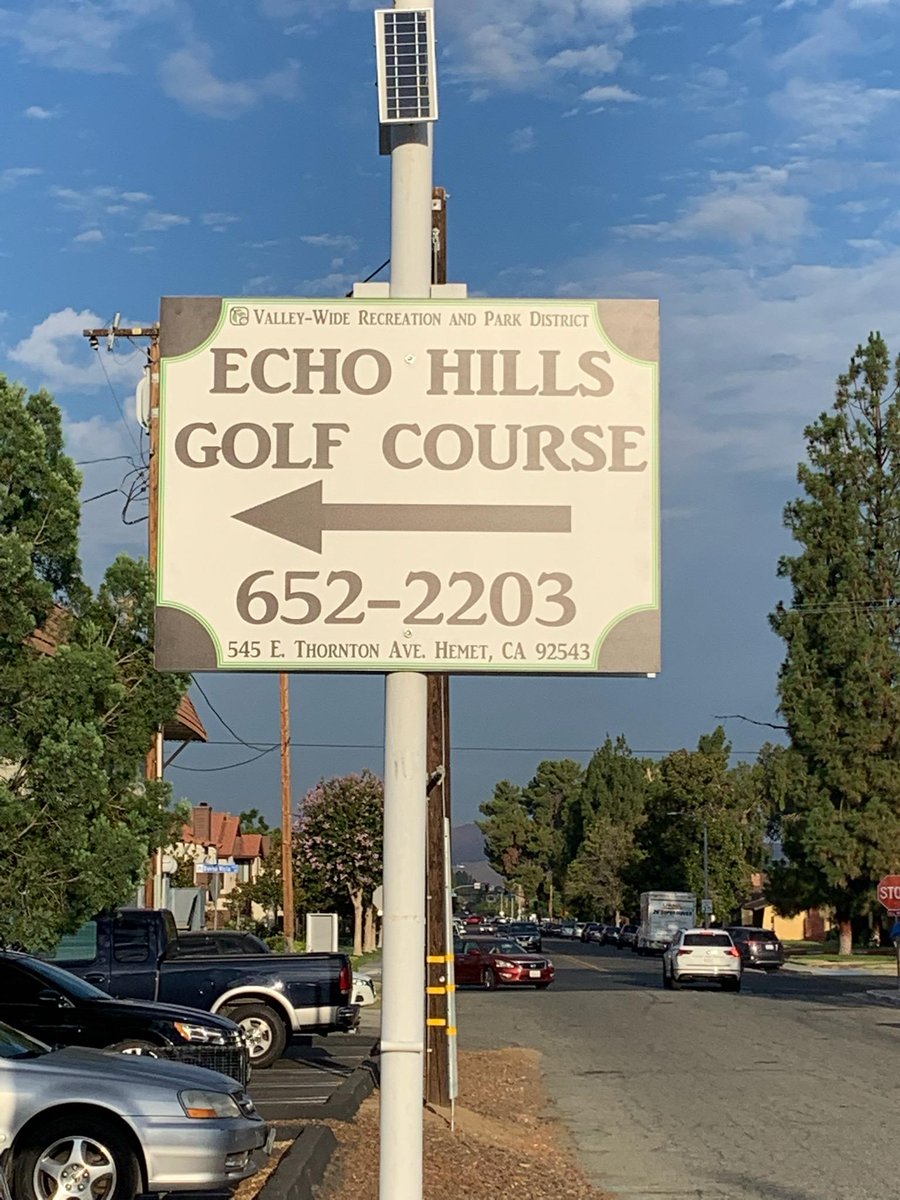 Valley-Wide Recreation and Park District
Echo Hills
Golf Course
652-2203
545 E. Thornton Ave. Hemet, CA 92543